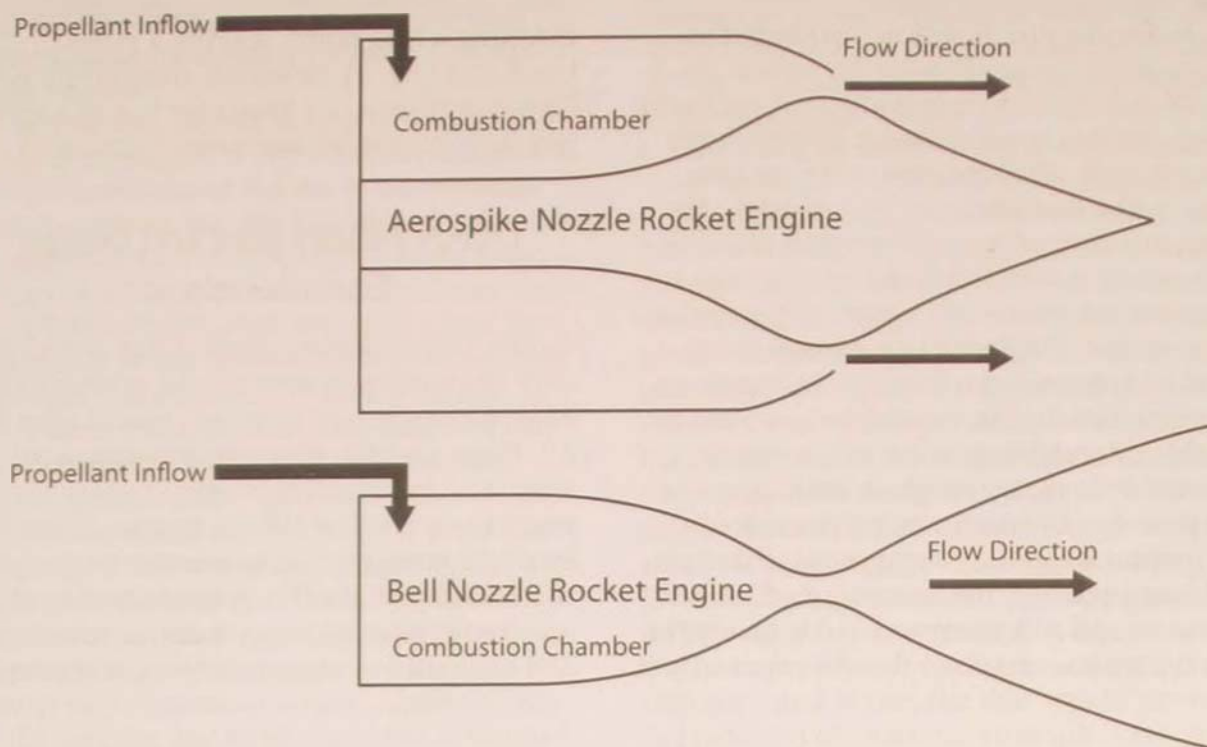 Propellant Inflow
Flow Direction
Combustion Chamber
Aerospike Nozzle Rocket Engine
Propellant Inflow
Flow Direction
Bell Nozzle Rocket Engine
Combustion Chamber